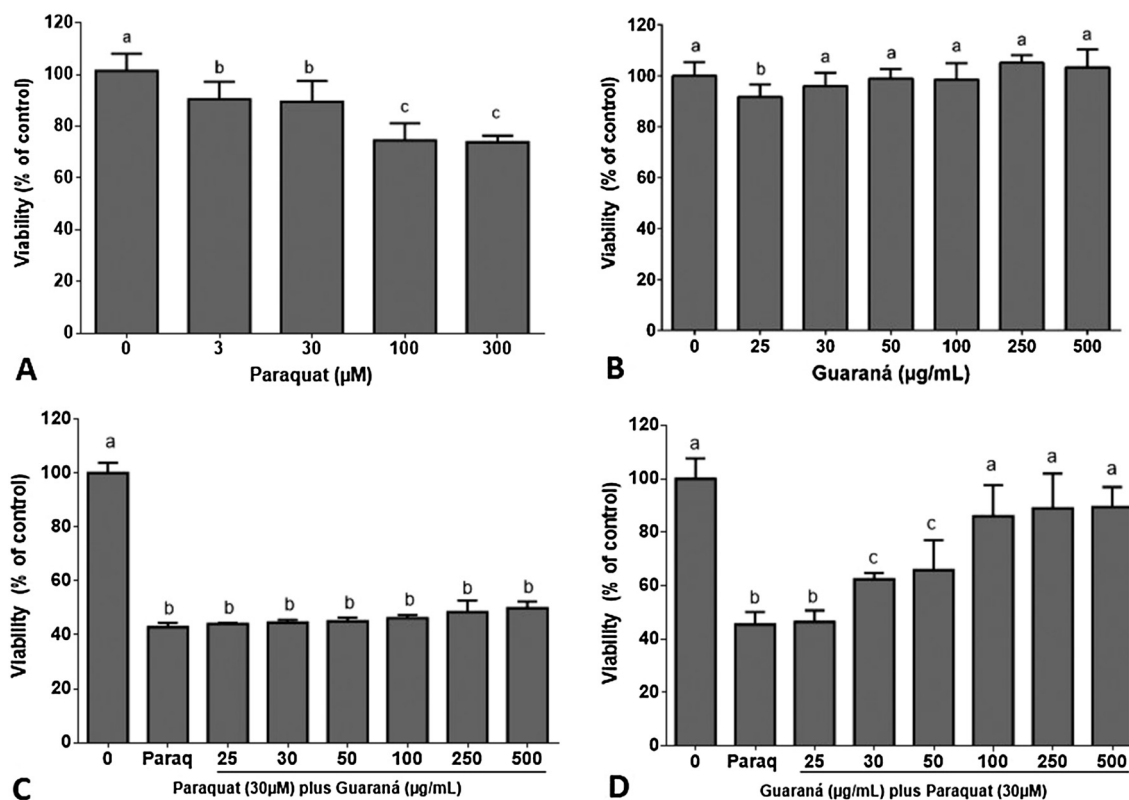 120
100
80
60
40
20
0
Viability (% of control)
a
b
b
c
c
0 3 30 100 300
Paraquat (µM)
A
120
100
80
60
40
20
0
Viability (% of control)
a
b
a
a
a
a
a
0 25 30 50 100 250 500
Guaraná (µg/mL)
B
120
100
80
60
40
20
0
Viability (% of control)
a
b
b
b
b
b
b
b
0 Paraq 25 30 50 100 250 500
Paraquat (30µM) plus Guaraná (µg/mL)
C
120
100
80
60
40
20
0
Viability (% of control)
a
b
b
c
c
a
a
a
0 Paraq 25 30 50 100 250 500
Guaraná (µg/mL) plus Paraquat (30µM)
D